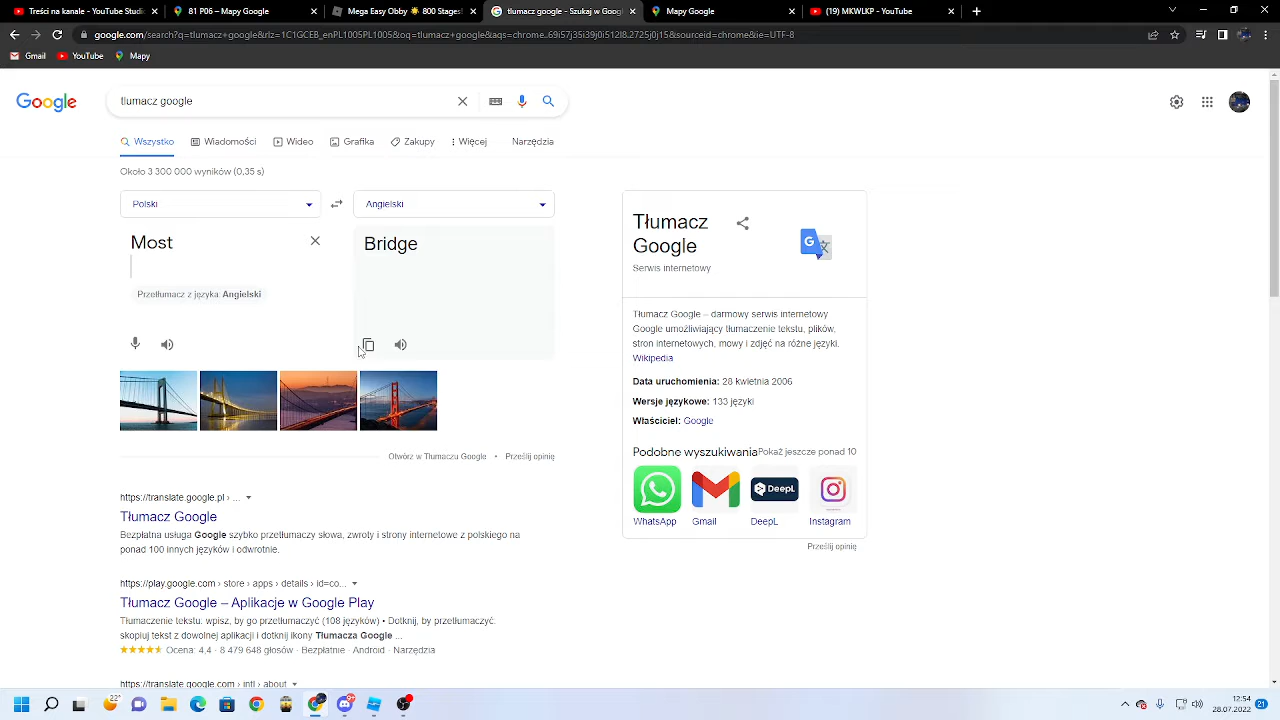 Treści na kanale - YouTube Studio
81 P06 – Mapy Google
Mega Easy Obby ☀️ 800 Stage
tłumacz google - Szukaj w Google
Mapy Google
(19) MKWLKP - YouTube
google.com/search?q=tlumacz+google&rlz=1C1GCEB_enPL1005PL1005&oq=tlumacz+google&aqs=chrome..69i57j35i39j0i512l8.2725j0j15&sourceid=chrome&ie=UTF-8
Gmail
YouTube
Mapy
Google
tlumacz google
Wszystko
Wiadomości
Wideo
Grafika
Zakupy
Więcej
Narzędzia
Około 3 300 000 wyników (0,35 s)
Polski
Angielski
Most
Bridge
Przetłumacz z języka: Angielski
Otwórz w Tłumaczu Google • Prześlij opinię
https://translate.google.pl › ...
Tłumacz Google
Bezpłatna usługa Google szybko przetłumaczy słowa, zwroty i strony internetowe z polskiego na
ponad 100 innych języków i odwrotnie.
https://play.google.com › store › apps › details › id=co...
Tłumacz Google – Aplikacje w Google Play
Tłumaczenie tekstu: wpisz, by go przetłumaczyć (108 języków) • Dotknij, by przetłumaczyć:
skopiuj tekst z dowolnej aplikacji i dotknij ikony Tłumacza Google ...
Ocena: 4,4 · 8 479 648 głosów · Bezpłatnie · Android · Narzędzia
https://translate.google.com › intl › about
Tłumacz
Google
Serwis internetowy
Tłumacz Google – darmowy serwis internetowy
Google umożliwiający tłumaczenie tekstu, plików,
stron internetowych, mowy i zdjęć na różne języki.
Wikipedia
Data uruchomienia: 28 kwietnia 2006
Wersje językowe: 133 języki
Właściciel: Google
Podobne wyszukiwania
Pokaż jeszcze ponad 10
DeepL
WhatsApp
Gmail
DeepL
Instagram
Prześlij opinię
22°
9+
12:54
28.07.2022
21